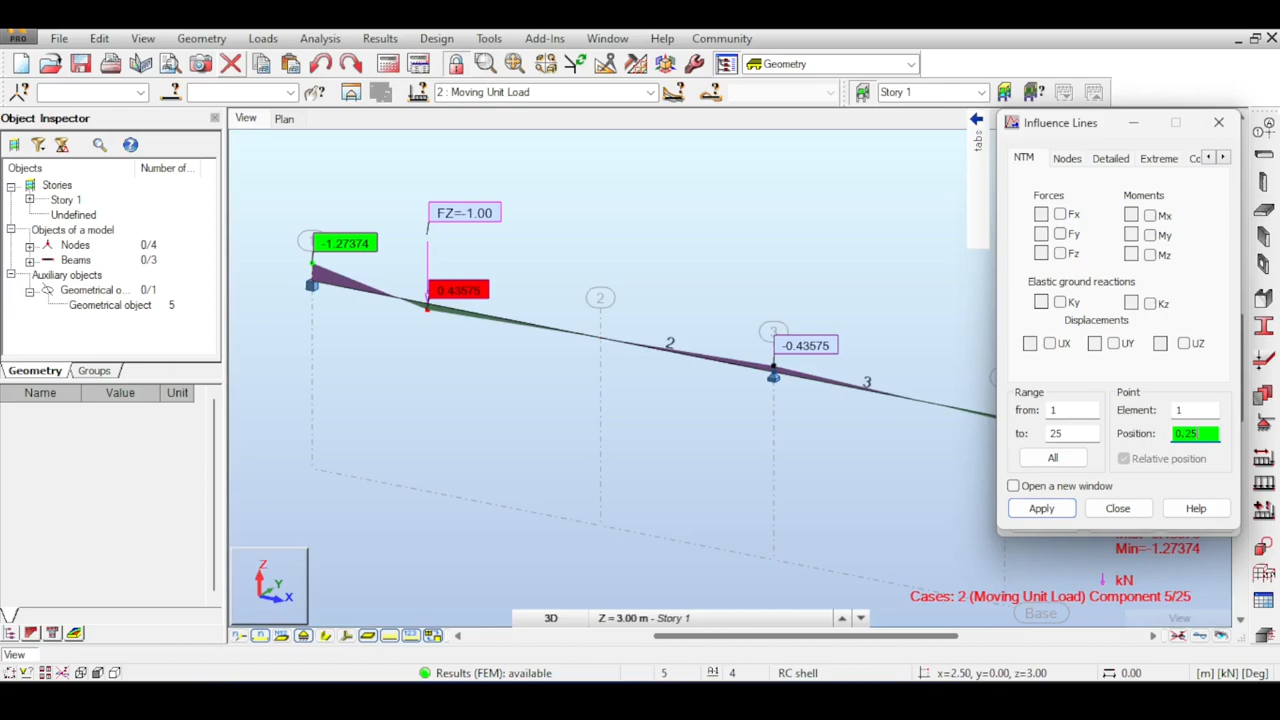 PRO
File Edit View Geometry Loads Analysis Results Design Tools Add-Ins Window Help Community
Geometry
2 : Moving Unit Load
Story 1
Object Inspector
Objects Number of...
Stories
Story 1
Undefined
Objects of a model
Nodes 0/4
Beams 0/3
Auxiliary objects
Geometrical o... 1
Geometrical object 5
Geometry Groups
Name Value Unit
View Plan
tabs
FZ=-1.00
-1.27374
0.43575
2
3
-0.43575
2
3
Z
Y
X
Influence Lines
NTM Nodes Detailed Extreme Co
Forces Moments
Fx Mx
Fy My
Fz Mz
Elastic ground reactions
Ky Kz
Displacements
UX UY UZ
Range Point
from: 1 Element: 1
to: 25 Position: 0.25
All Relative position
Open a new window
Apply Close Help
Min=-1.27374
kN
Cases: 2 (Moving Unit Load) Component 5/25
Base
View
3D Z = 3.00 m - Story 1
View
Results (FEM): available 5 4 RC shell x=2.50, y=0.00, z=3.00 0.00 [m] [kN] [Deg]